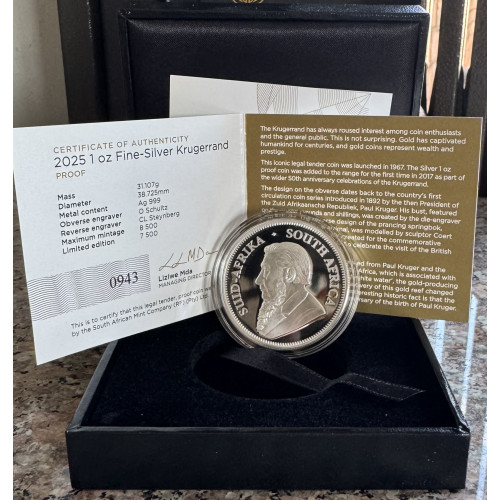 CERTIFICATE OF AUTHENTICITY
2025 1 oz Fine-Silver Krugerrand
PROOF
Mass 31.107g
Diameter 38.725mm
Metal content Ag 999
Obverse engraver O Schultz
Reverse engraver CL Steynberg
Maximum mintage 8 500
Limited edition 7 500
0943
Liziwe Mda
MANAGING DIRECTOR
This is to certify that this legal tender, proof coin
by the South African Mint Company (RF) (Pty) Ltd.
The Krugerrand has always roused interest among coin enthusiasts
and the general public. This is not surprising. Gold has captivated
humankind for centuries, and gold coins represent wealth and
prestige.
This iconic legal tender coin was launched in 1967. The Silver 1 oz
proof coin was added to the range for the first time in 2017 as part of
the wider 50th anniversary celebrations of the Krugerrand.
The design on the obverse dates back to the country's first
circulation coin series introduced in 1892 by the then President of
the Zuid Afrikaansche Republiek, Paul Kruger. His bust, featured
and shillings, was created by the die-engraver
design of the prancing springbok,
was modelled by sculptor Coert
created for the commemorative
to celebrate the visit of the British
from Paul Kruger and the
Africa, which is associated with
white water", the gold-producing
very of this gold reef changed
resting historic fact is that the
of the birth of Paul Kruger.
SUID-AFRIKA • SOUTH AFRICA